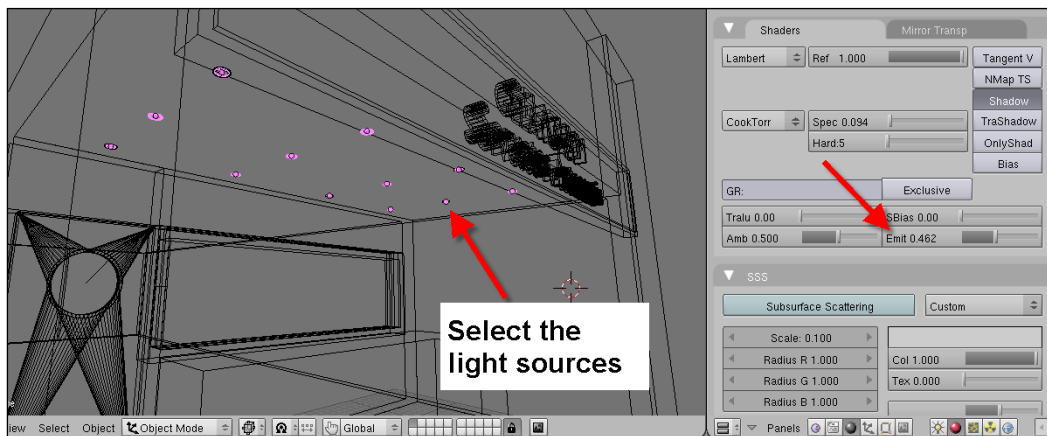 Shaders
Mirror Transp
Lambert
Ref 1.000
Tangent V
NMap TS
Shadow
CookTorr
Spec 0.094
TraShadow
Hard:5
OnlyShad
Bias
GR:
Exclusive
Tralu 0.00
SBias 0.00
Amb 0.500
Emit 0.462
SSS
Subsurface Scattering
Custom
Scale: 0.100
Radius R 1.000
Col 1.000
Radius G 1.000
Tex 0.000
Radius B 1.000
Select the
light sources
iew Select Object Object Mode Global
Panels